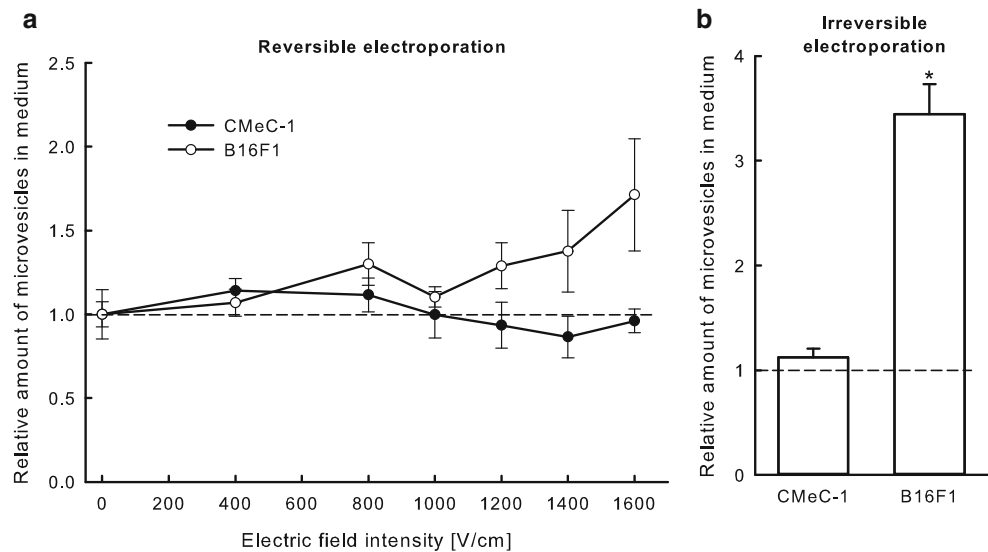 a
Reversible electroporation
Relative amount of microvesicles in medium
2.5
2.0
1.5
1.0
0.5
0.0
CMeC-1
B16F1
0 200 400 600 800 1000 1200 1400 1600
Electric field intensity [V/cm]
b
Irreversible
electroporation
Relative amount of microvesicles in medium
4
3
2
1
0
*
CMeC-1 B16F1